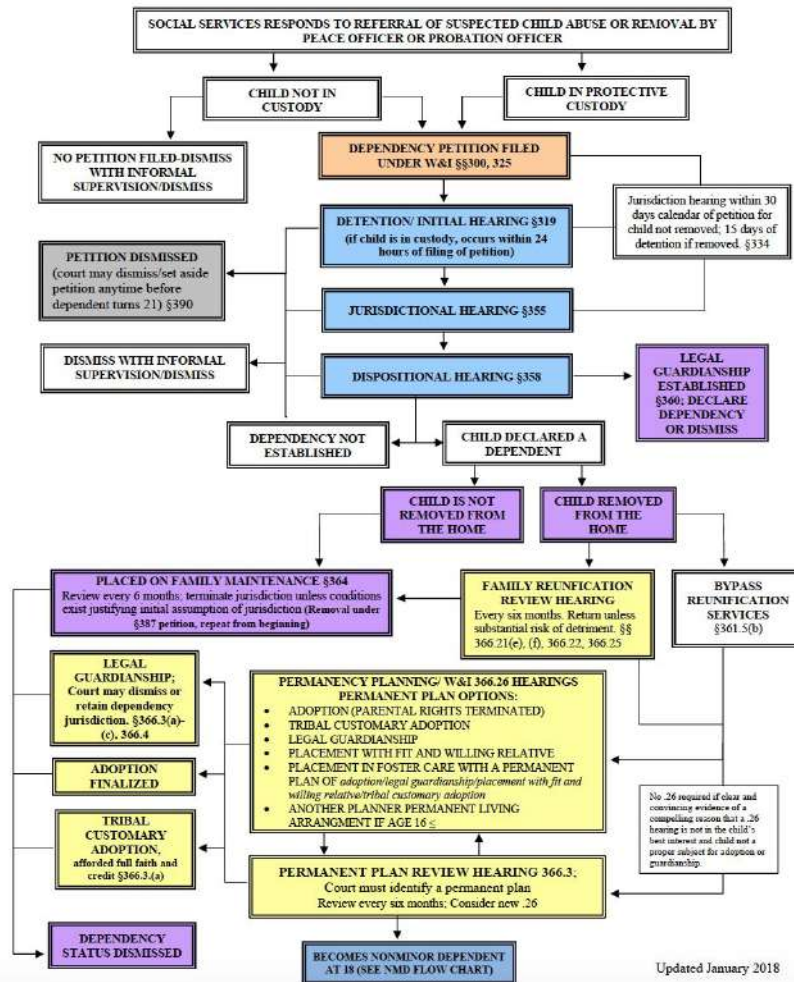 SOCIAL SERVICES RESPONDS TO REFERRAL OF SUSPECTED CHILD ABUSE OR REMOVAL BY
PEACE OFFICER OR PROBATION OFFICER
CHILD NOT IN
CUSTODY
CHILD IN PROTECTIVE
CUSTODY
NO PETITION FILED-DISMISS
WITH INFORMAL
SUPERVISION/DISMISS
DEPENDENCY PETITION FILED
UNDER W&I §§300, 325
Jurisdiction hearing within 30
days calendar of petition for
child not removed; 15 days
of detention if removed. §334
DETENTION/ INITIAL HEARING §319
(if child is in custody, occurs within 24
hours of filing of petition)
PETITION DISMISSED
(court may dismiss/set aside
petition anytime before
dependent turns 21) §390
JURISDICTIONAL HEARING §355
DISMISS WITH INFORMAL
SUPERVISION/DISMISS
DISPOSITIONAL HEARING §358
LEGAL
GUARDIANSHIP
ESTABLISHED
§360; DECLARE
DEPENDENCY
OR DISMISS
DEPENDENCY NOT
ESTABLISHED
CHILD DECLARED A
DEPENDENT
CHILD IS NOT
REMOVED FROM
THE HOME
CHILD REMOVED
FROM THE
HOME
PLACED ON FAMILY MAINTENANCE §364
Review every 6 months; terminate jurisdiction unless conditions
exist justifying initial assumption of jurisdiction (Removal under
§387 petition, repeat from beginning)
FAMILY REUNFICATION
REVIEW HEARING
Every six months. Return unless
substantial risk of detriment. §§
366.21(e), (f), 366.22, 366.25
BYPASS
REUNIFICATION
SERVICES
§361.5(b)
LEGAL
GUARDIANSHIP;
Court may dismiss or
retain dependency
jurisdiction. §366.3(a)-
(c), 366.4
PERMANENCY PLANNING/ W&I 366.26 HEARINGS
PERMANENT PLAN OPTIONS:
• ADOPTION (PARENTAL RIGHTS TERMINATED)
• TRIBAL CUSTOMARY ADOPTION
• LEGAL GUARDIANSHIP
• PLACEMENT WITH FIT AND WILLING RELATIVE
• PLACEMENT IN FOSTER CARE WITH A PERMANENT
PLAN OF adoption/legal guardianship/placement with fit and
willing relative/tribal customary adoption
• ANOTHER PLANNER PERMANENT LIVING
ARRANGMENT IF AGE 16 ≤
ADOPTION
FINALIZED
No .26 required if clear and
convincing evidence of a
compelling reason that a .26
hearing is not in the child's
best interest and child not a
proper subject for adoption or
guardianship.
TRIBAL
CUSTOMARY
ADOPTION,
afforded full faith and
credit §366.3.(a)
PERMANENT PLAN REVIEW HEARING 366.3;
Court must identify a permanent plan
Review every six months; Consider new .26
DEPENDENCY
STATUS DISMISSED
BECOMES NONMINOR DEPENDENT
AT 18 (SEE NMD FLOW CHART)
Updated January 2018